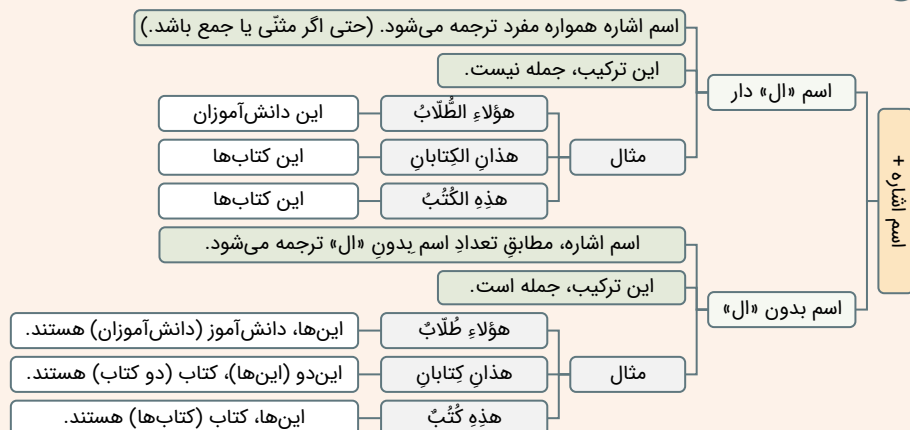 اسم اشاره +
اسم «ال» دار
اسم اشاره همواره مفرد ترجمه می‌شود. (حتی اگر مثنّی یا جمع باشد.)
این ترکیب، جمله نیست.
مثال
هؤلاءِ الطُّلّابُ
این دانش‌آموزان
هذانِ الکِتابانِ
این کتاب‌ها
هذِهِ الکُتُبُ
این کتاب‌ها
اسم بدون «ال»
اسم اشاره، مطابقِ تعدادِ اسم ِبدونِ «ال» ترجمه می‌شود.
این ترکیب، جمله است.
مثال
هؤلاءِ طُلّابٌ
این‌ها، دانش‌آموز (دانش‌آموزان) هستند.
هذانِ کِتابانِ
این‌دو (این‌ها)، کتاب (دو کتاب) هستند.
هذِهِ کُتُبٌ
این‌ها، کتاب (کتاب‌ها) هستند.